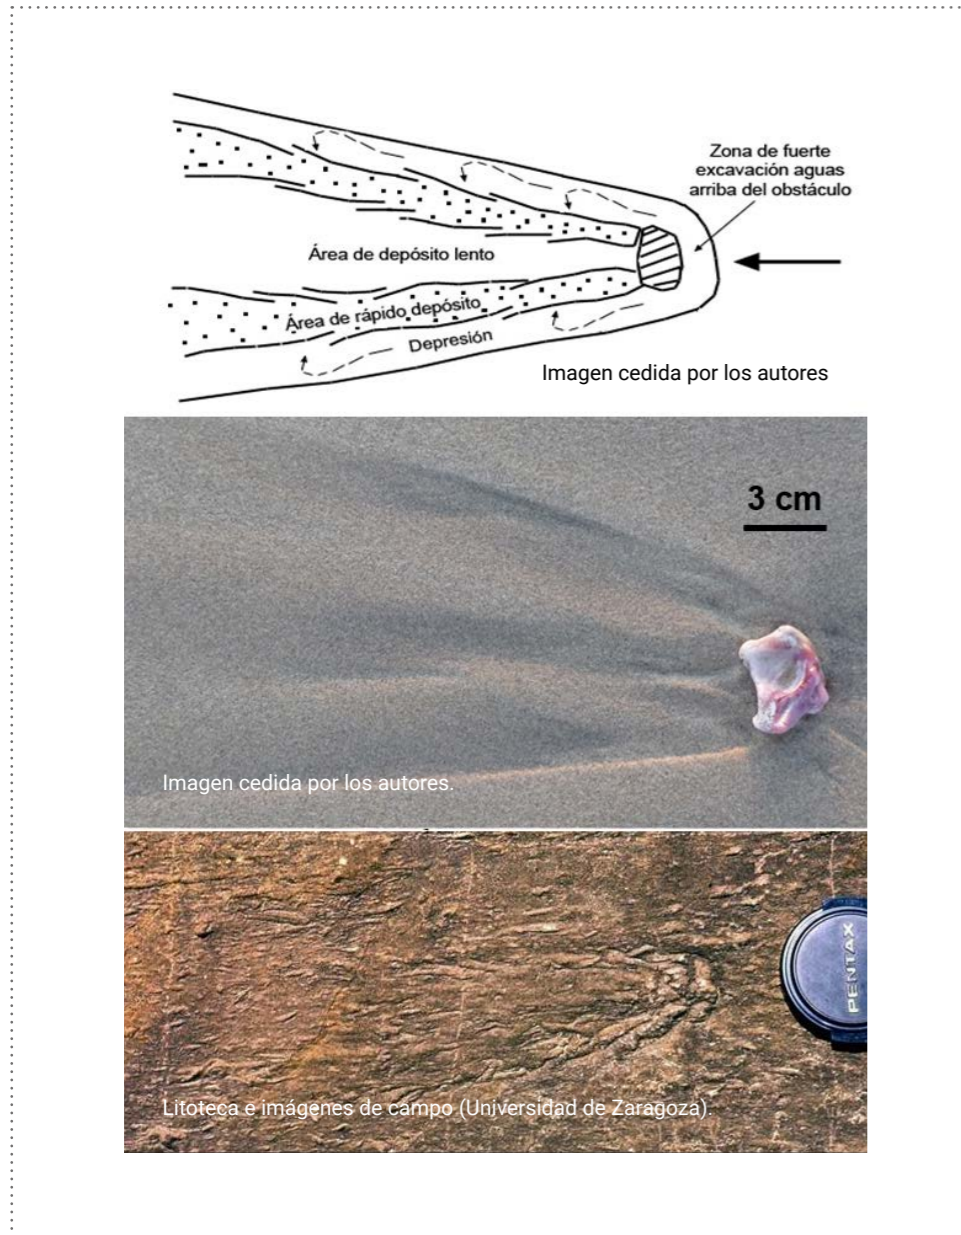 Zona de fuerte
excavación aguas
arriba del obstáculo
Área de depósito lento
Área de rápido depósito
Depresión
Imagen cedida por los autores
3 cm
Imagen cedida por los autores.
PENTAX
Litoteca e imágenes de campo (Universidad de Zaragoza).